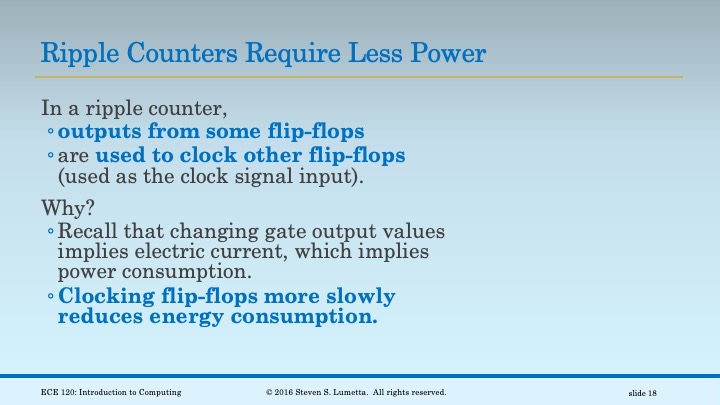 Ripple Counters Require Less Power
In a ripple counter,
◦outputs from some flip-flops
◦are used to clock other flip-flops
(used as the clock signal input).
Why?
◦Recall that changing gate output values
implies electric current, which implies
power consumption.
◦Clocking flip-flops more slowly
reduces energy consumption.
ECE 120: Introduction to Computing
© 2016 Steven S. Lumetta.  All rights reserved.
slide 18